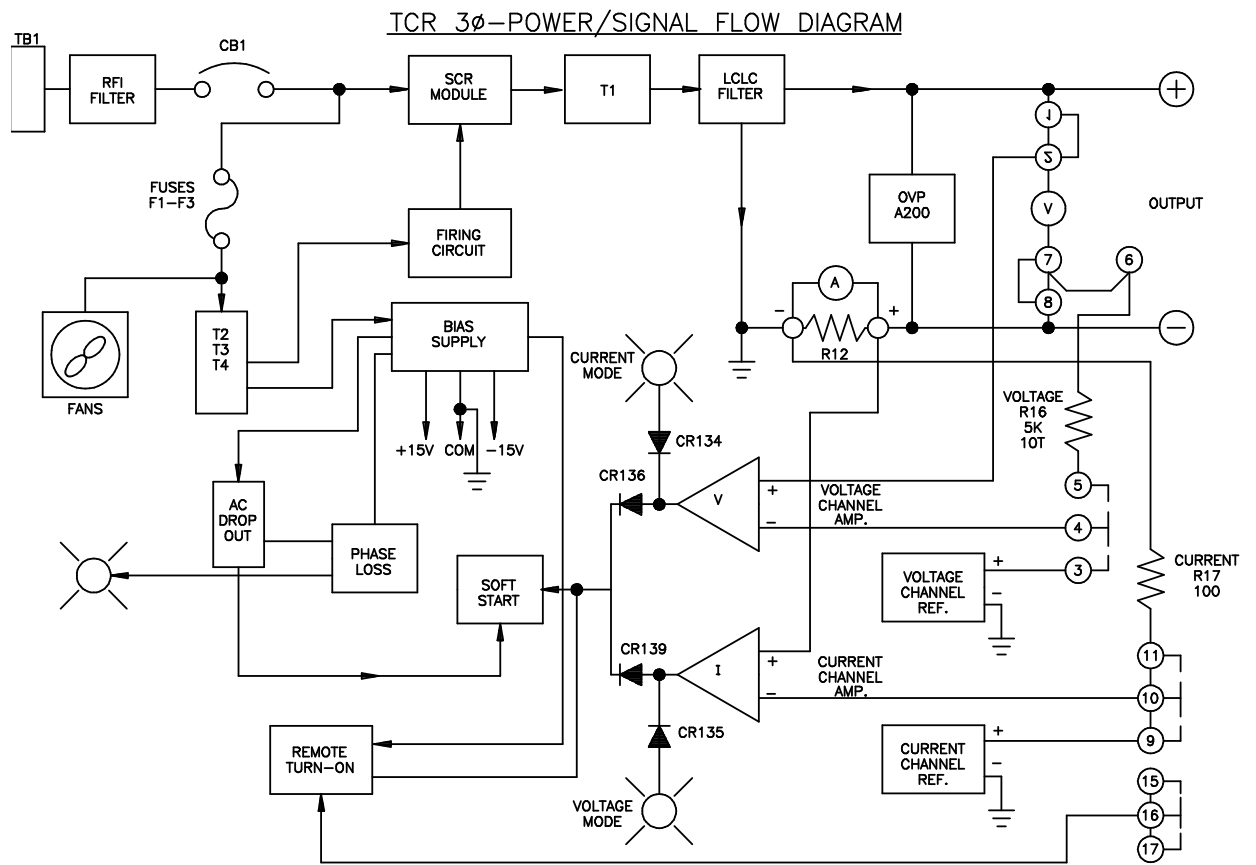 TCR 3ø-POWER/SIGNAL FLOW DIAGRAM
TB1
CB1
RFI
FILTER
SCR
MODULE
T1
LCLC
FILTER
+
1
2
FUSES
F1-F3
OVP
A200
V
OUTPUT
FIRING
CIRCUIT
7
6
A
8
-
+
-
T2
T3
T4
BIAS
SUPPLY
R12
CURRENT
MODE
FANS
VOLTAGE
R16
5K
10T
+15V
COM
-15V
CR134
CR136
V
+
-
VOLTAGE
CHANNEL
AMP.
5
4
AC
DROP
OUT
PHASE
LOSS
SOFT
START
VOLTAGE
CHANNEL
REF.
+
-
3
CURRENT
R17
100
CR139
I
+
-
CURRENT
CHANNEL
AMP.
11
10
REMOTE
TURN-ON
CR135
CURRENT
CHANNEL
REF.
+
-
9
VOLTAGE
MODE
15
16
17